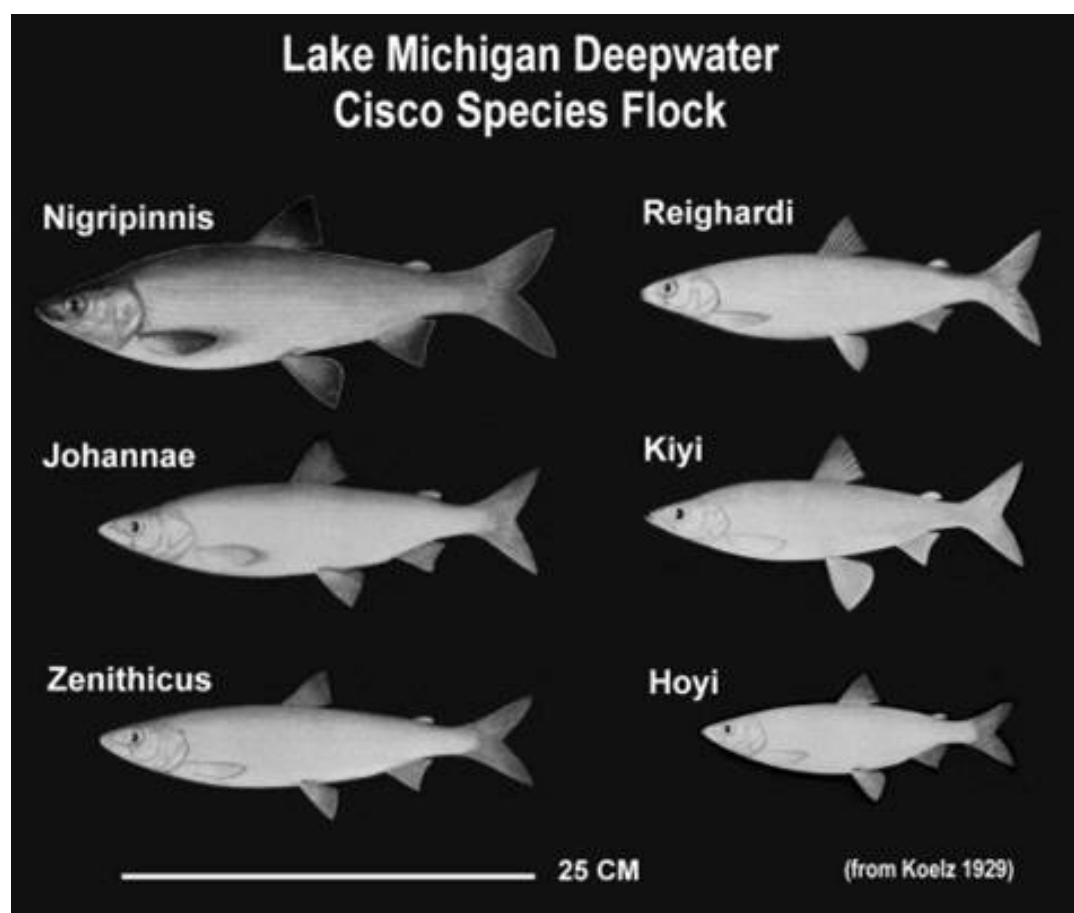 Lake Michigan Deepwater
Cisco Species Flock
Nigripinnis
Reighardi
Johannae
Kiyi
Zenithicus
Hoyi
25 CM
(from Koelz 1929)